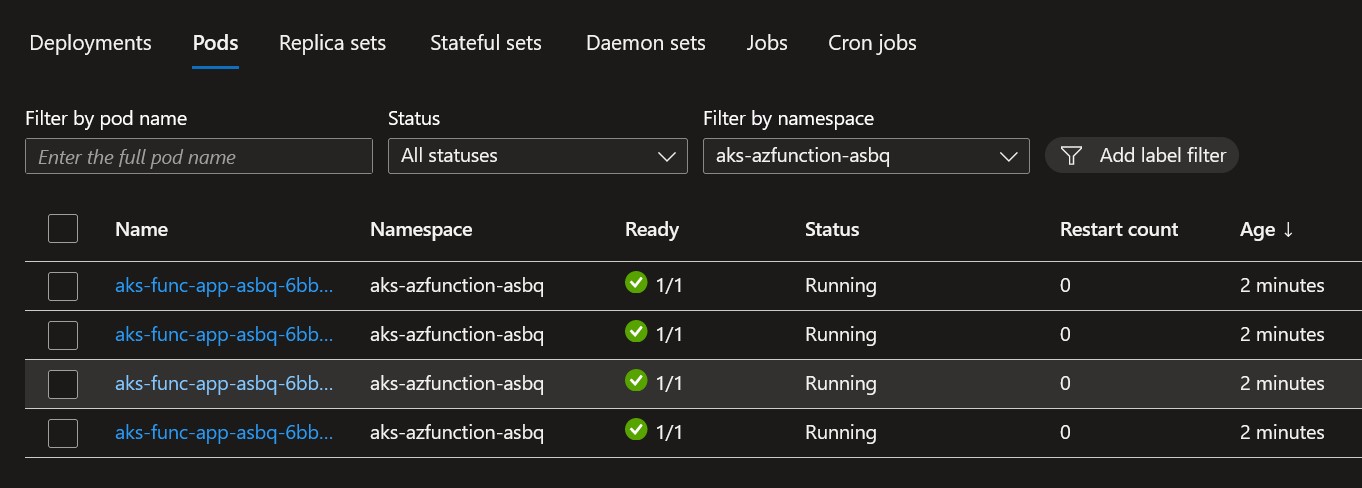 Deployments Pods Replica sets Stateful sets Daemon sets Jobs Cron jobs
Filter by pod name Status Filter by namespace
Enter the full pod name All statuses aks-azfunction-asbq Add label filter
Name Namespace Ready Status Restart count Age ↓
aks-func-app-asbq-6bb... aks-azfunction-asbq 1/1 Running 0 2 minutes
aks-func-app-asbq-6bb... aks-azfunction-asbq 1/1 Running 0 2 minutes
aks-func-app-asbq-6bb... aks-azfunction-asbq 1/1 Running 0 2 minutes
aks-func-app-asbq-6bb... aks-azfunction-asbq 1/1 Running 0 2 minutes